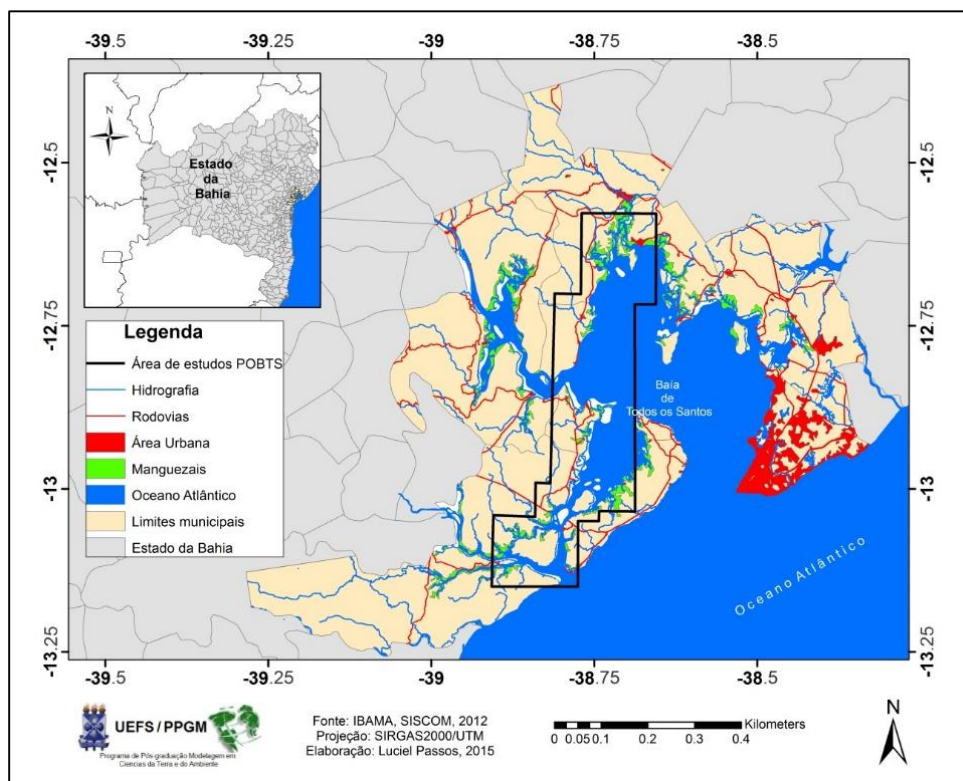 -39.5 -39.25 -39 -38.75 -38.5
-12.5
-12.75
-13
-13.25
-12.5
-12.75
-13
-13.25
N
Estado
da
Bahia
Legenda
Área de estudos POBTS
Hidrografia
Rodovias
Área Urbana
Manguezais
Oceano Atlântico
Limites municipais
Estado da Bahia
Baía
de
Todos os Santos
Oceano Atlântico
-39.5 -39.25 -39 -38.75 -38.5
UEFS / PPGM
Programa de Pós-graduação Modelagem em
Ciências da Terra e do Ambiente
Fonte: IBAMA, SISCOM, 2012
Projeção: SIRGAS2000/UTM
Elaboração: Luciel Passos, 2015
Kilometers
0 0.05 0.1 0.2 0.3 0.4
N